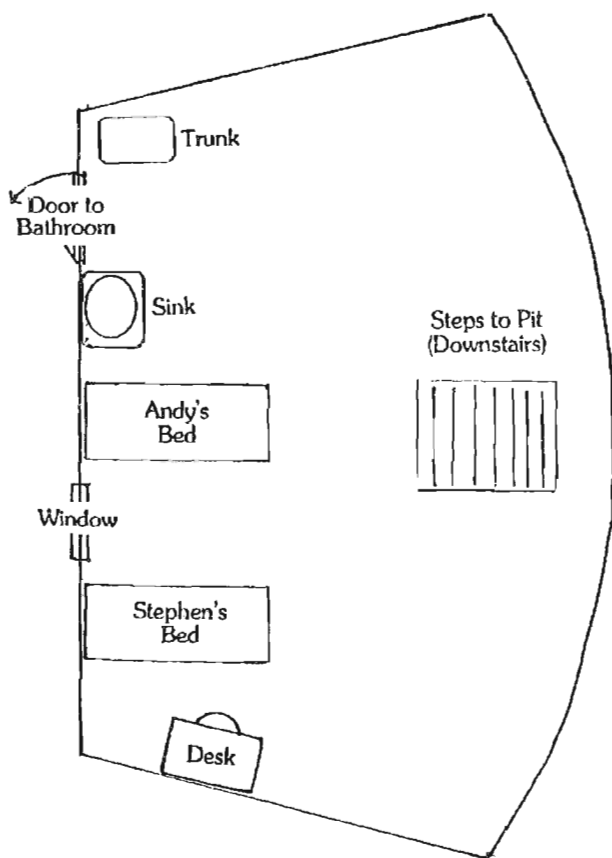 Trunk
Door to
Bathroom
Sink
Steps to Pit
(Downstairs)
Andy's
Bed
Window
Stephen's
Bed
Desk